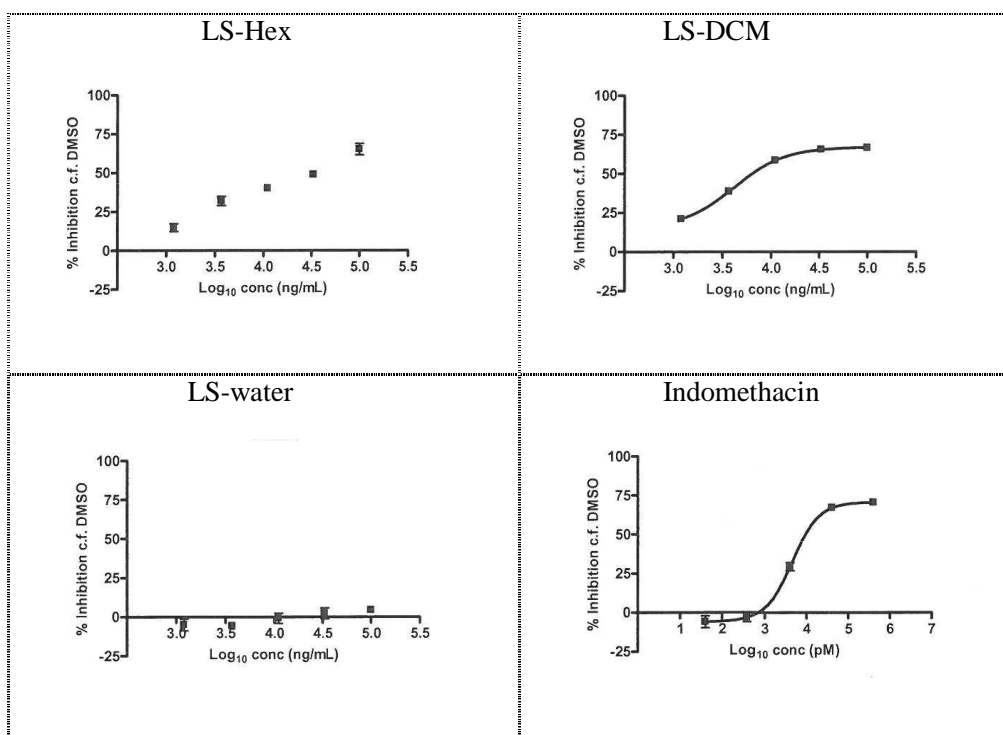 LS-Hex
100
75
50
25
0
-25
% Inhibition c.f. DMSO
3.0 3.5 4.0 4.5 5.0 5.5
Log₁₀ conc (ng/mL)
LS-DCM
100
75
50
25
0
-25
% Inhibition c.f. DMSO
3.0 3.5 4.0 4.5 5.0 5.5
Log₁₀ conc (ng/mL)
LS-water
100
75
50
25
0
-25
% Inhibition c.f. DMSO
3.0 3.5 4.0 4.5 5.0 5.5
Log₁₀ conc (ng/mL)
Indomethacin
100
75
50
25
0
-25
% Inhibition c.f. DMSO
1 2 3 4 5 6 7
Log₁₀ conc (pM)